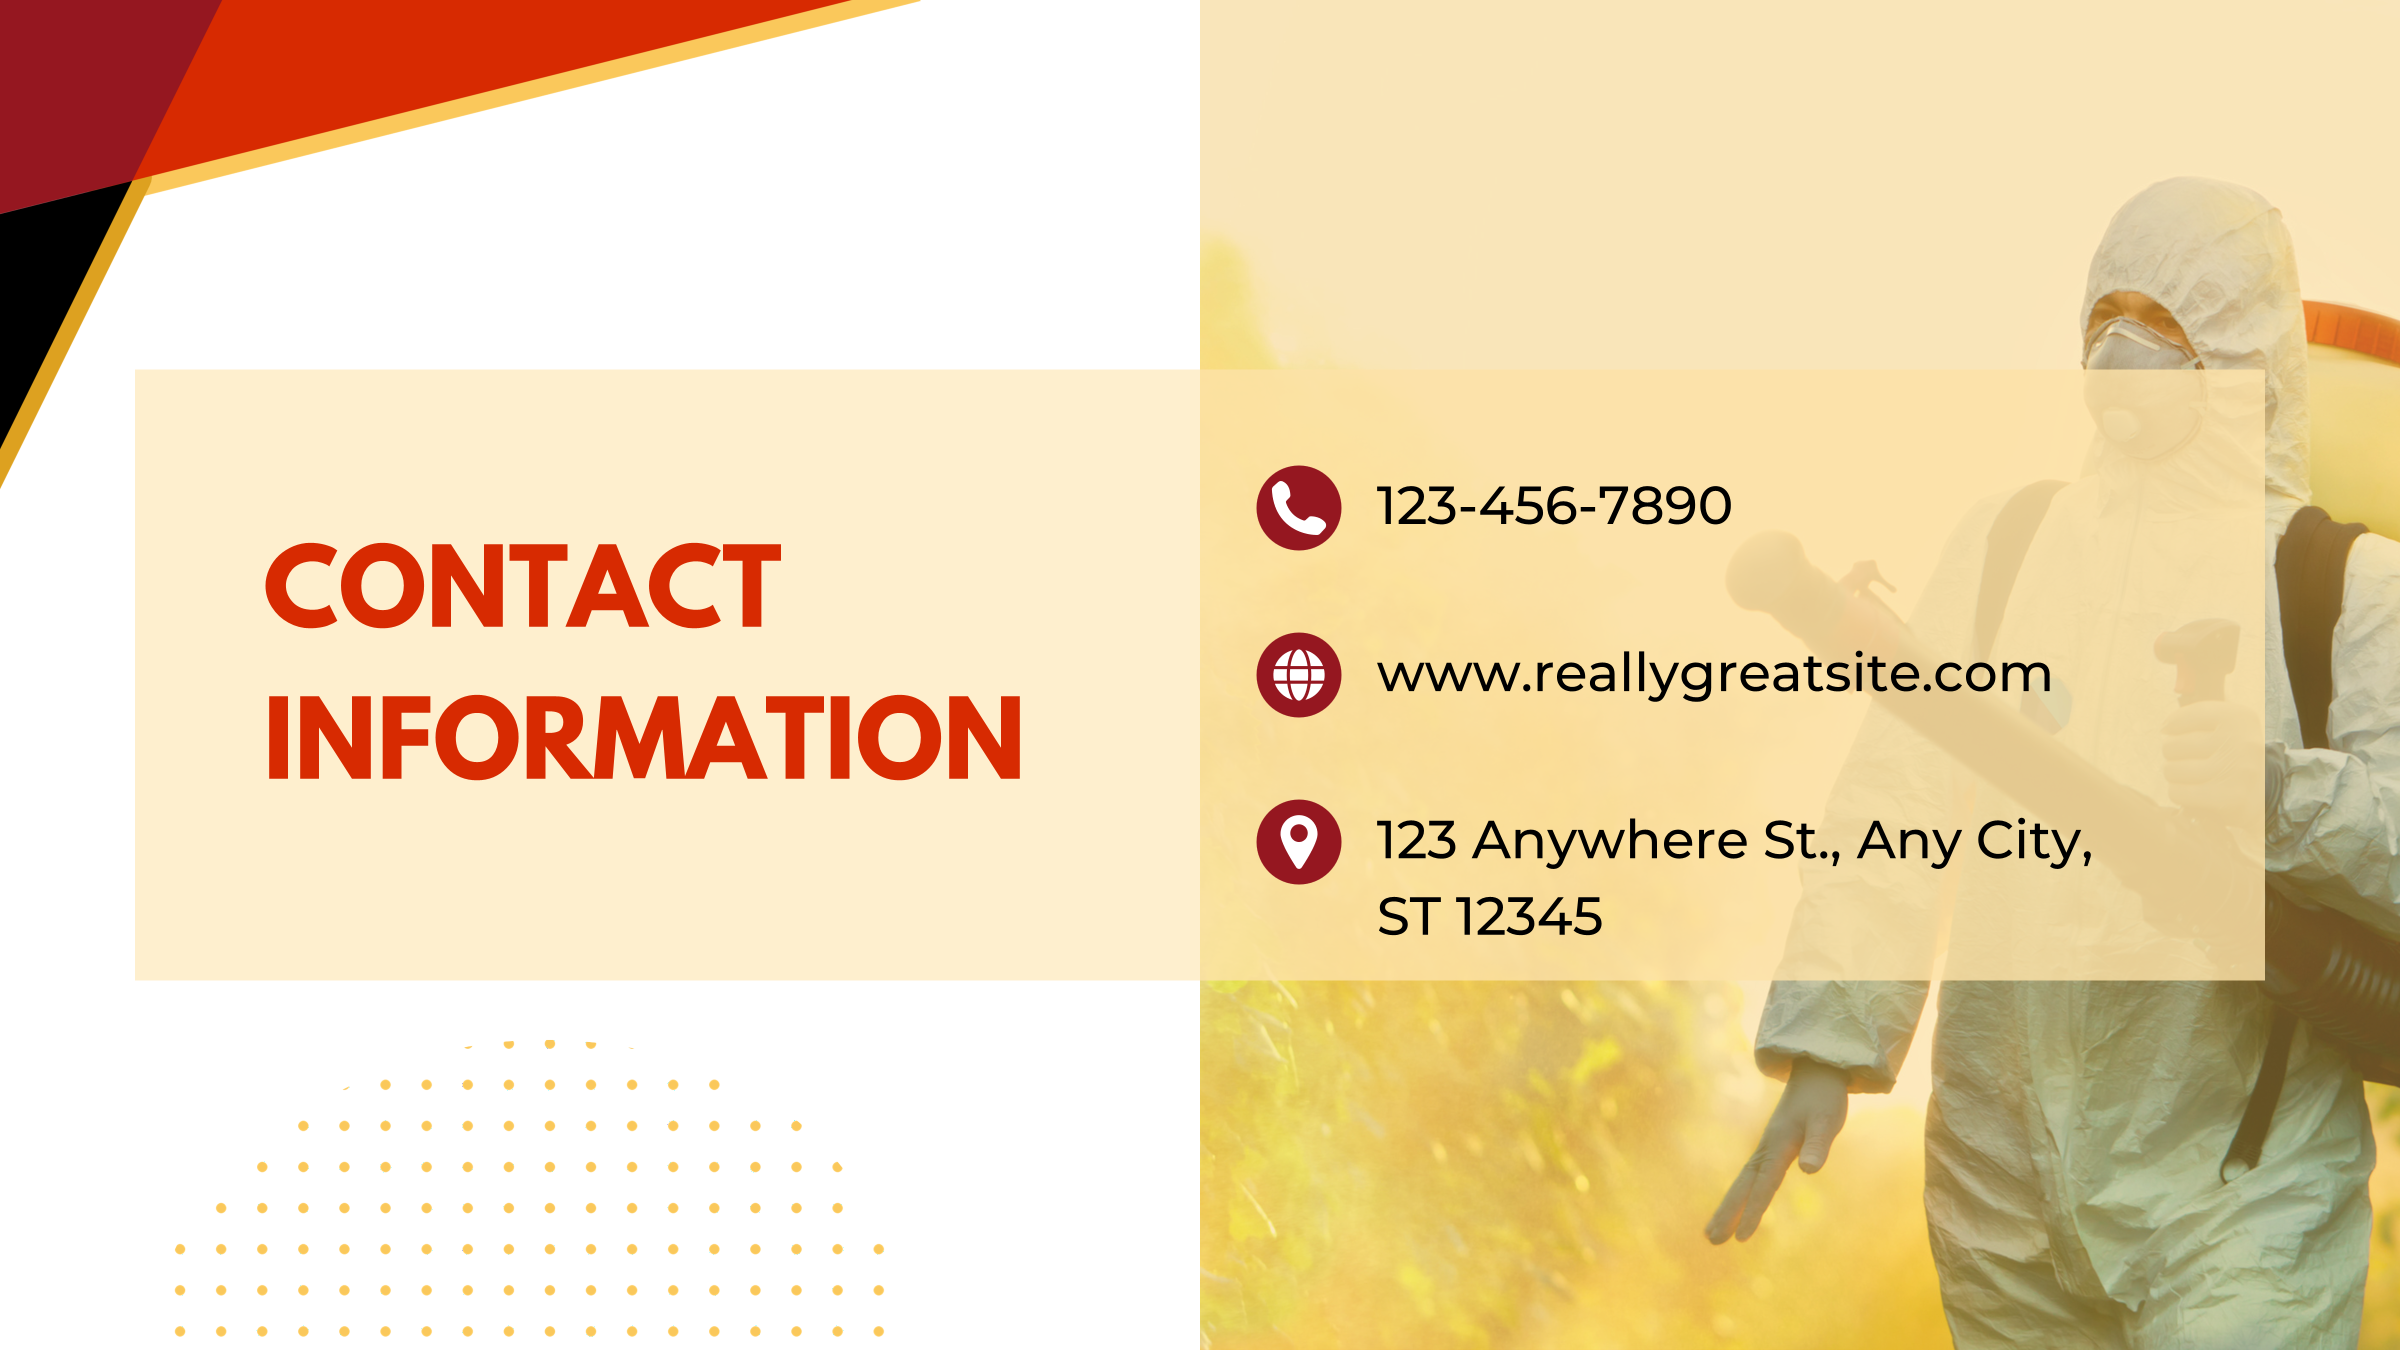 CONTACT
INFORMATION
123-456-7890
www.reallygreatsite.com
123 Anywhere St., Any City,
ST 12345